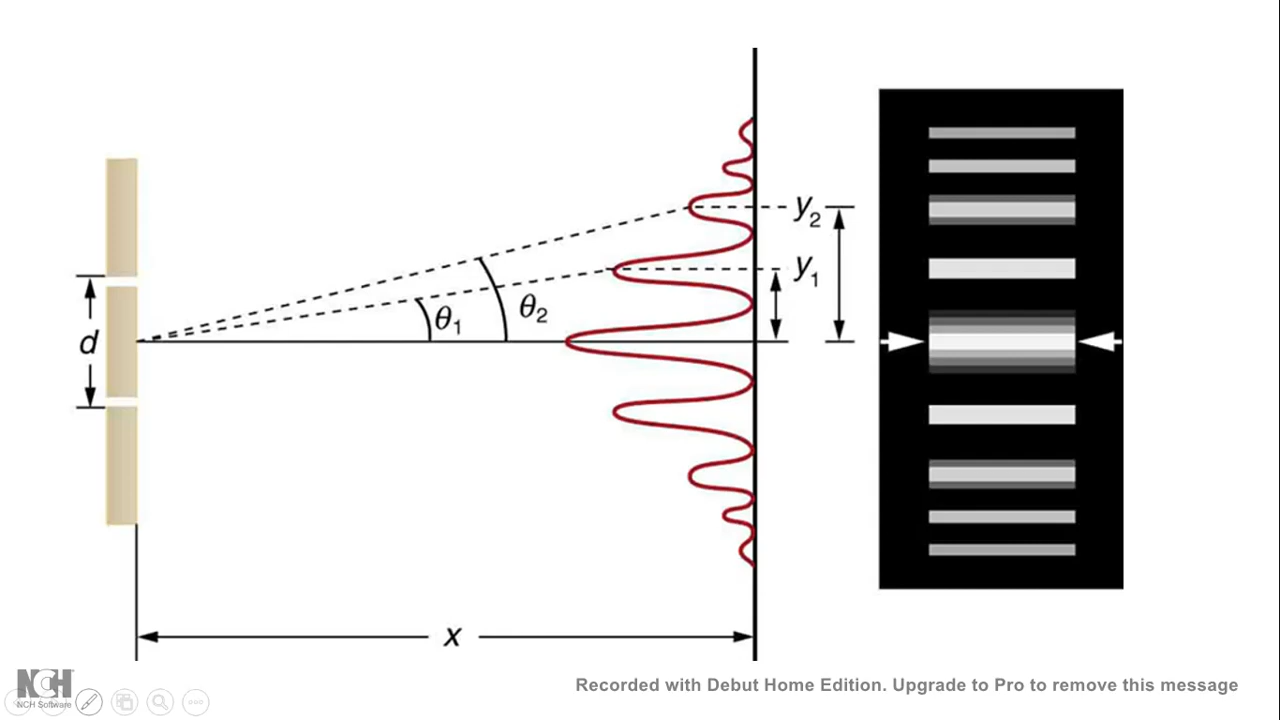 y₂
y₁
θ₁
θ₂
d
x
NCH
NCH Software
Recorded with Debut Home Edition. Upgrade to Pro to remove this message